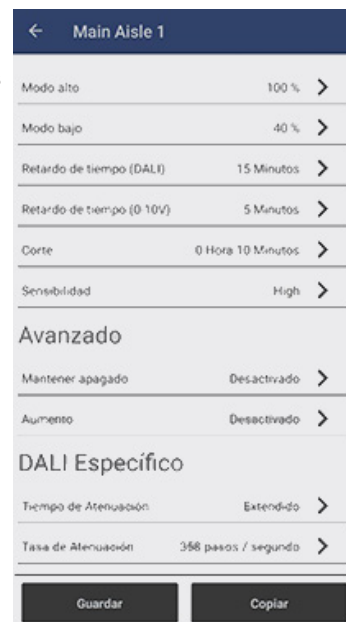 Main Aisle 1
Modo alto 100 %
Modo bajo 40 %
Retardo de tiempo (DALI) 15 Minutos
Retardo de tiempo (0-10V) 5 Minutos
Corte 0 Hora 10 Minutos
Sensibilidad High
Avanzado
Mantener apagado Desactivado
Aumento Desactivado
DALI Específico
Tiempo de Atenuación Extendido
Tasa de Atenuación pasos / segundo
Guardar Copiar